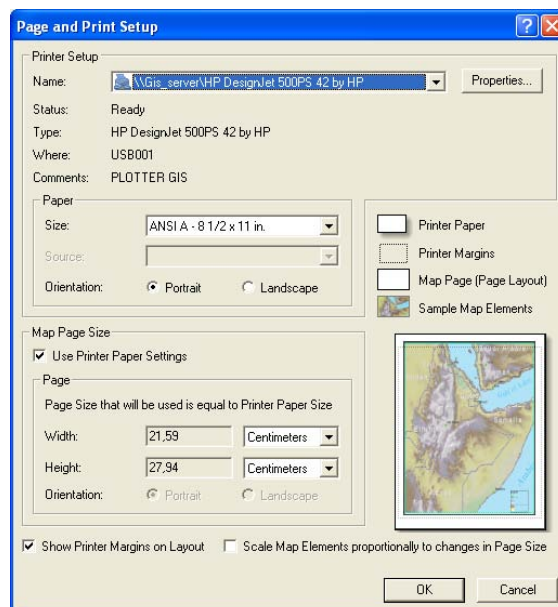 Page and Print Setup
Printer Setup
Name: \\Gis_server\HP DesignJet 500PS 42 by HP Properties...
Status: Ready
Type: HP DesignJet 500PS 42 by HP
Where: USB001
Comments: PLOTTER GIS
Paper
Size: ANSI A - 8 1/2 x 11 in.
Source:
Orientation: Portrait Landscape
Printer Paper
Printer Margins
Map Page (Page Layout)
Sample Map Elements
Map Page Size
Use Printer Paper Settings
Page
Page Size that will be used is equal to Printer Paper Size
Width: 21,59 Centimeters
Height: 27,94 Centimeters
Orientation: Portrait Landscape
Somalia
Show Printer Margins on Layout Scale Map Elements proportionally to changes in Page Size
OK Cancel